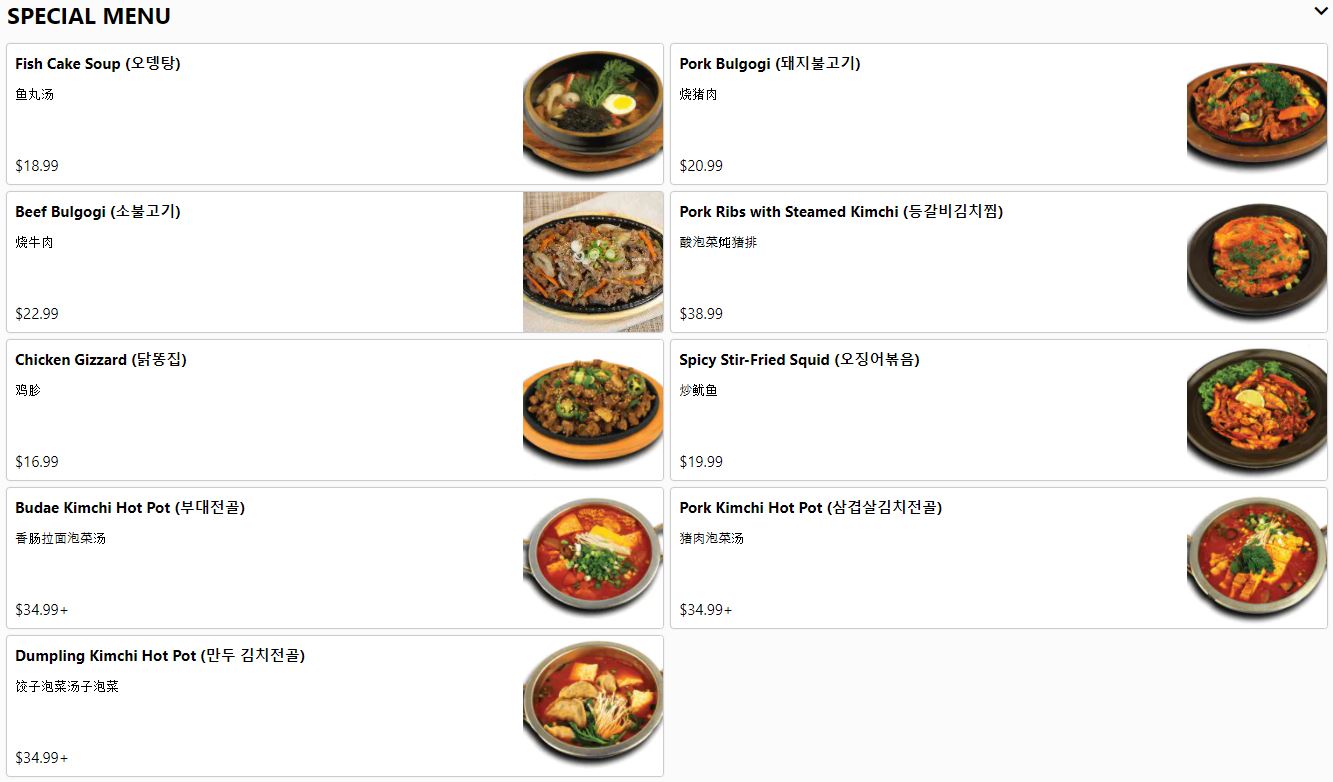 SPECIAL MENU
Fish Cake Soup (오뎅탕)
鱼丸汤
$18.99
Pork Bulgogi (돼지불고기)
烧猪肉
$20.99
Beef Bulgogi (소불고기)
烧牛肉
$22.99
Pork Ribs with Steamed Kimchi (등갈비김치찜)
酸泡菜炖猪排
$38.99
Chicken Gizzard (닭똥집)
鸡胗
$16.99
Spicy Stir-Fried Squid (오징어볶음)
炒鱿鱼
$19.99
Budae Kimchi Hot Pot (부대전골)
香肠拉面泡菜汤
$34.99+
Pork Kimchi Hot Pot (삼겹살김치전골)
猪肉泡菜汤
$34.99+
Dumpling Kimchi Hot Pot (만두 김치전골)
饺子泡菜汤子泡菜
$34.99+